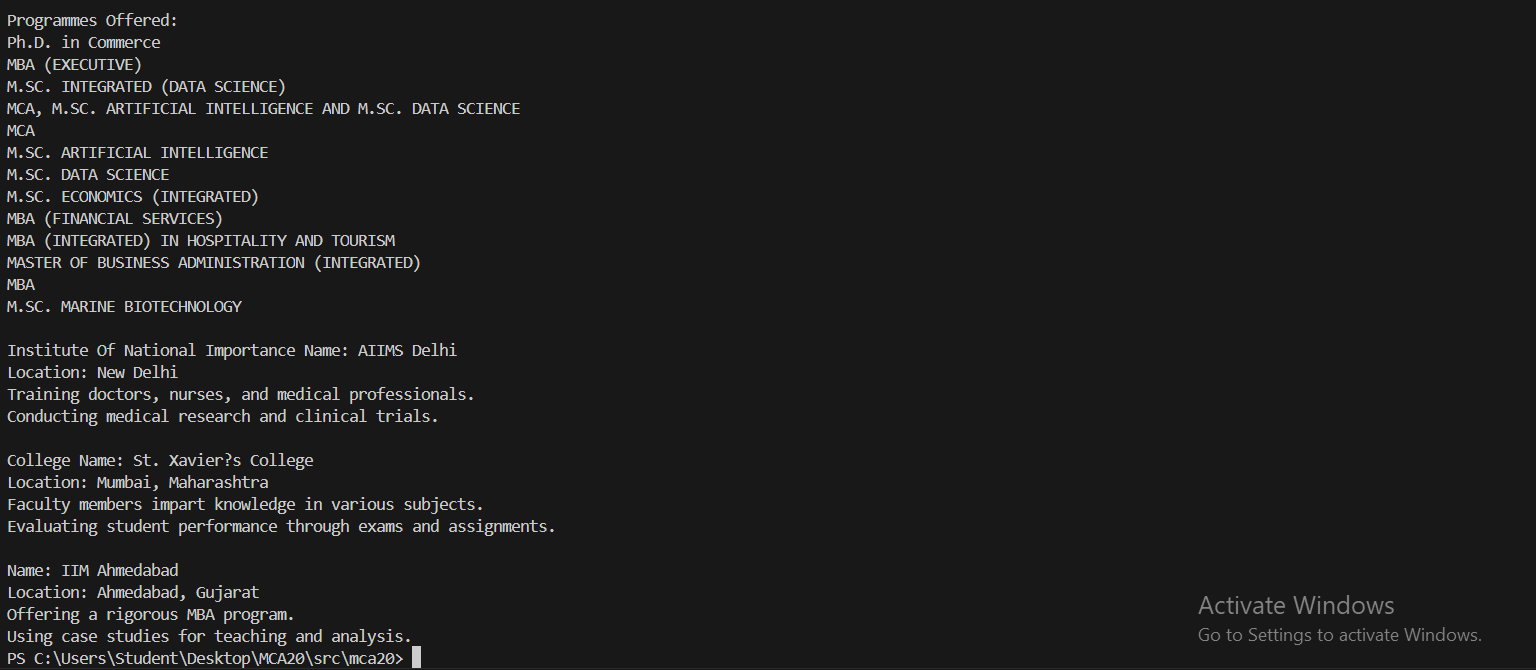 Programmes Offered:
Ph.D. in Commerce
MBA (EXECUTIVE)
M.SC. INTEGRATED (DATA SCIENCE)
MCA, M.SC. ARTIFICIAL INTELLIGENCE AND M.SC. DATA SCIENCE
MCA
M.SC. ARTIFICIAL INTELLIGENCE
M.SC. DATA SCIENCE
M.SC. ECONOMICS (INTEGRATED)
MBA (FINANCIAL SERVICES)
MBA (INTEGRATED) IN HOSPITALITY AND TOURISM
MASTER OF BUSINESS ADMINISTRATION (INTEGRATED)
MBA
M.SC. MARINE BIOTECHNOLOGY
Institute Of National Importance Name: AIIMS Delhi
Location: New Delhi
Training doctors, nurses, and medical professionals.
Conducting medical research and clinical trials.
College Name: St. Xavier?s College
Location: Mumbai, Maharashtra
Faculty members impart knowledge in various subjects.
Evaluating student performance through exams and assignments.
Name: IIM Ahmedabad
Location: Ahmedabad, Gujarat
Offering a rigorous MBA program.
Using case studies for teaching and analysis.
PS C:\Users\Student\Desktop\MCA20\src\mca20>
Activate Windows
Go to Settings to activate Windows.